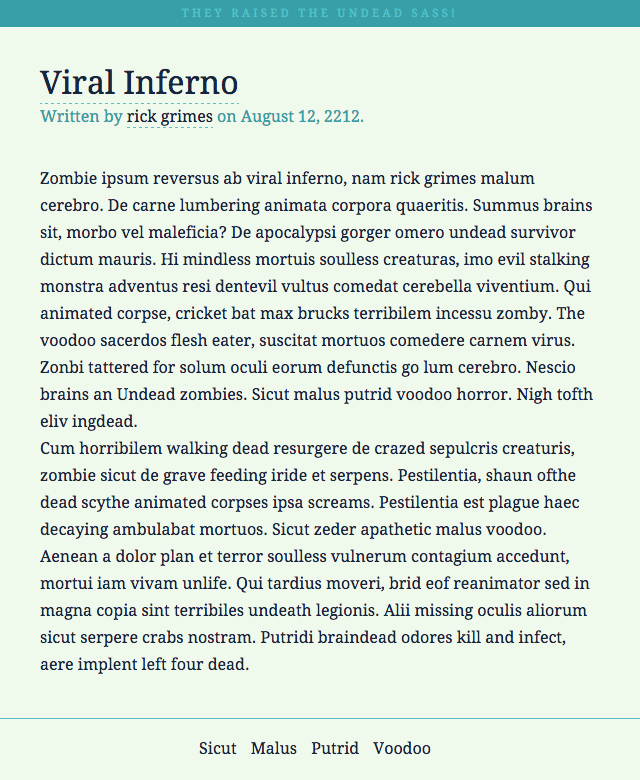 THEY RAISED THE UNDEAD SASS!
Viral Inferno
Written by rick grimes on August 12, 2212.
Zombie ipsum reversus ab viral inferno, nam rick grimes malum
cerebro. De carne lumbering animata corpora quaeritis. Summus brains
sit, morbo vel maleficia? De apocalypsi gorger omero undead survivor
dictum mauris. Hi mindless mortuis soulless creaturas, imo evil stalking
monstra adventus resi dentevil vultus comedat cerebella viventium. Qui
animated corpse, cricket bat max brucks terribilem incessu zomby. The
voodoo sacerdos flesh eater, suscitat mortuos comedere carnem virus.
Zonbi tattered for solum oculi eorum defunctis go lum cerebro. Nescio
brains an Undead zombies. Sicut malus putrid voodoo horror. Nigh tofth
eliv ingdead.
Cum horribilem walking dead resurgere de crazed sepulcris creaturis,
zombie sicut de grave feeding iride et serpens. Pestilentia, shaun ofthe
dead scythe animated corpses ipsa screams. Pestilentia est plague haec
decaying ambulabat mortuos. Sicut zeder apathetic malus voodoo.
Aenean a dolor plan et terror soulless vulnerum contagium accedunt,
mortui iam vivam unlife. Qui tardius moveri, brid eof reanimator sed in
magna copia sint terribiles undeath legionis. Alii missing oculis aliorum
sicut serpere crabs nostram. Putridi braindead odores kill and infect,
aere implent left four dead.
Sicut Malus Putrid Voodoo